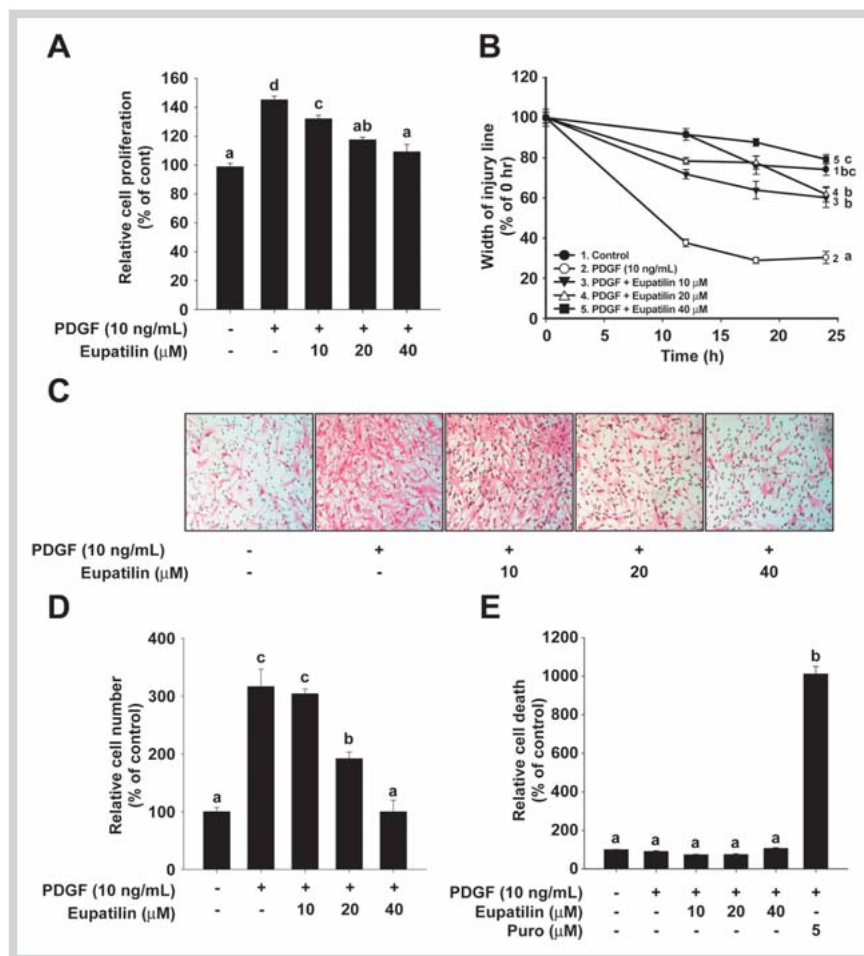 A
Relative cell proliferation
(% of cont)
160
140
120
100
80
60
40
20
0
a
d
c
ab
a
PDGF (10 ng/mL) - + + + +
Eupatilin (µM) - - 10 20 40
B
Width of injury line
(% of 0 hr)
120
100
80
60
40
20
0
5 c
1 bc
4 b
3 b
2 a
1. Control
2. PDGF (10 ng/mL)
3. PDGF + Eupatilin 10 µM
4. PDGF + Eupatilin 20 µM
5. PDGF + Eupatilin 40 µM
0 5 10 15 20 25
Time (h)
C
PDGF (10 ng/mL) - + + + +
Eupatilin (µM) - - 10 20 40
D
Relative cell number
(% of control)
400
300
200
100
0
a
c
c
b
a
PDGF (10 ng/mL) - + + + +
Eupatilin (µM) - - 10 20 40
E
Relative cell death
(% of control)
1200
1000
800
600
400
200
0
a a a a a b
PDGF (10 ng/mL) - + + + + +
Eupatilin (µM) - - 10 20 40 -
Puro (µM) - - - - - 5